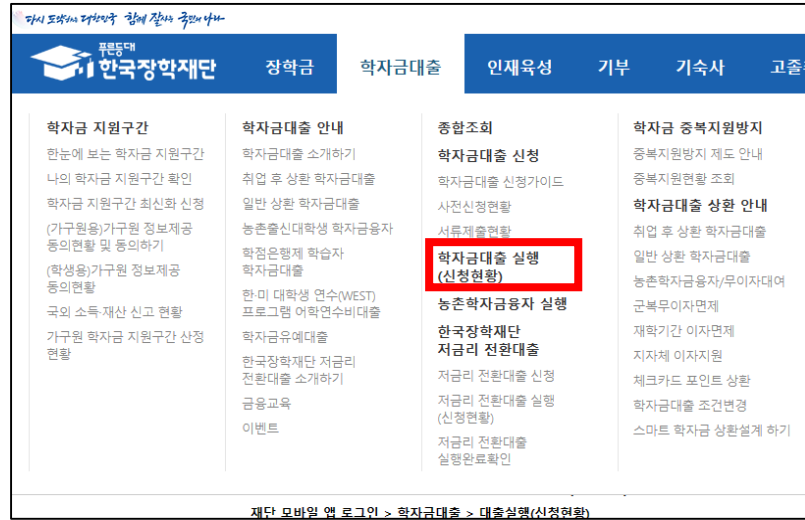 다시 도약하는 대한민국 함께 잘사는 국민의 나라
푸른등대
한국장학재단
장학금
학자금대출
인재육성
기부
기숙사
학자금 지원구간
한눈에 보는 학자금 지원구간
나의 학자금 지원구간 확인
학자금 지원구간 최신화 신청
(가구원용)가구원 정보제공
동의현황 및 동의하기
(학생용)가구원 정보제공
동의현황
국외 소득·재산 신고 현황
가구원 학자금 지원구간 산정
현황
학자금대출 안내
학자금대출 소개하기
취업 후 상환 학자금대출
일반 상환 학자금대출
농촌출신대학생 학자금융자
학점은행제 학습자
학자금대출
한·미 대학생 연수(WEST)
프로그램 어학연수비대출
학자금유예대출
한국장학재단 저금리
전환대출 소개하기
금융교육
이벤트
종합조회
학자금대출 신청
학자금대출 신청가이드
사전신청현황
서류제출현황
학자금대출 실행
(신청현황)
농촌학자금융자 실행
한국장학재단
저금리 전환대출
저금리 전환대출 신청
저금리 전환대출 실행
(신청현황)
저금리 전환대출
실행완료확인
학자금 중복지원방지
중복지원방지 제도 안내
중복지원현황 조회
학자금대출 상환 안내
취업 후 상환 학자금대출
일반 상환 학자금대출
농촌학자금융자/무이자대여
군복무이자면제
재학기간 이자면제
지자체 이자지원
체크카드 포인트 상환
학자금대출 조건변경
스마트 학자금 상환설계 하기
재단 모바일 앱 로그인 > 학자금대출 > 대출실행(신청현황)